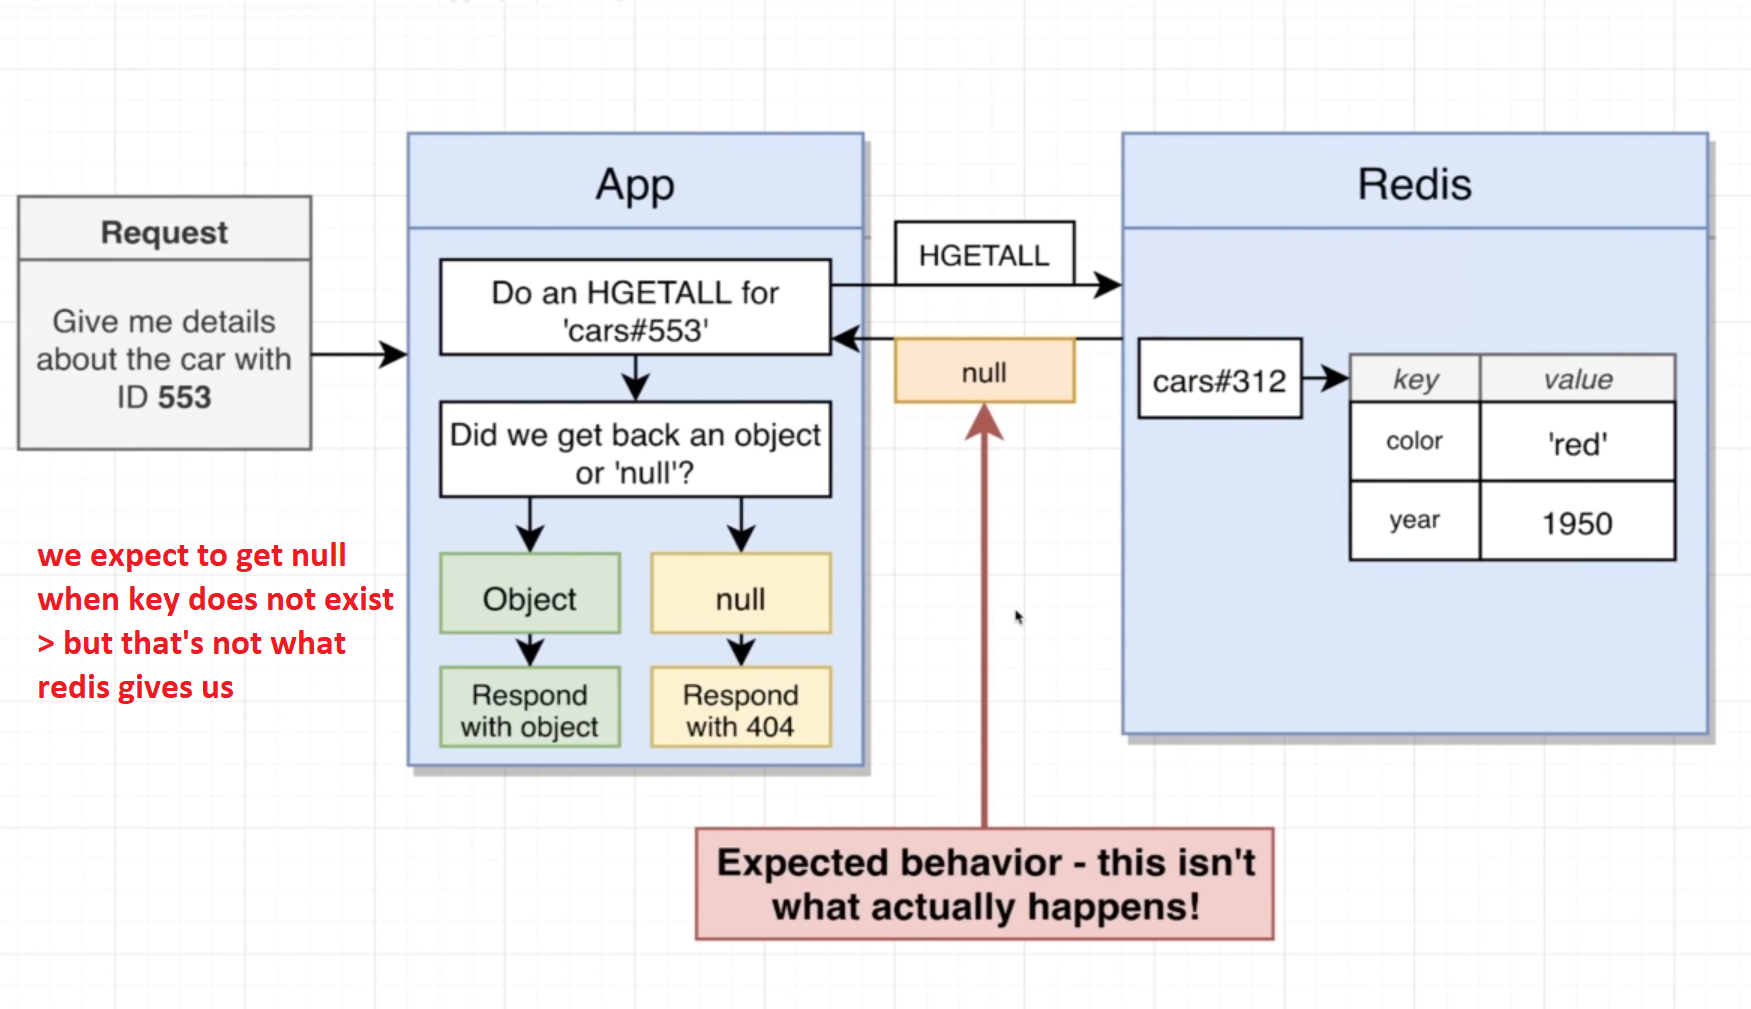 Request
Give me details
about the car with
ID 553
App
Do an HGETALL for
'cars#553'
Did we get back an object
or 'null'?
Object
null
Respond
with object
Respond
with 404
HGETALL
null
Redis
cars#312
key
value
color
'red'
year
1950
we expect to get null
when key does not exist
> but that's not what
redis gives us
Expected behavior - this isn't
what actually happens!